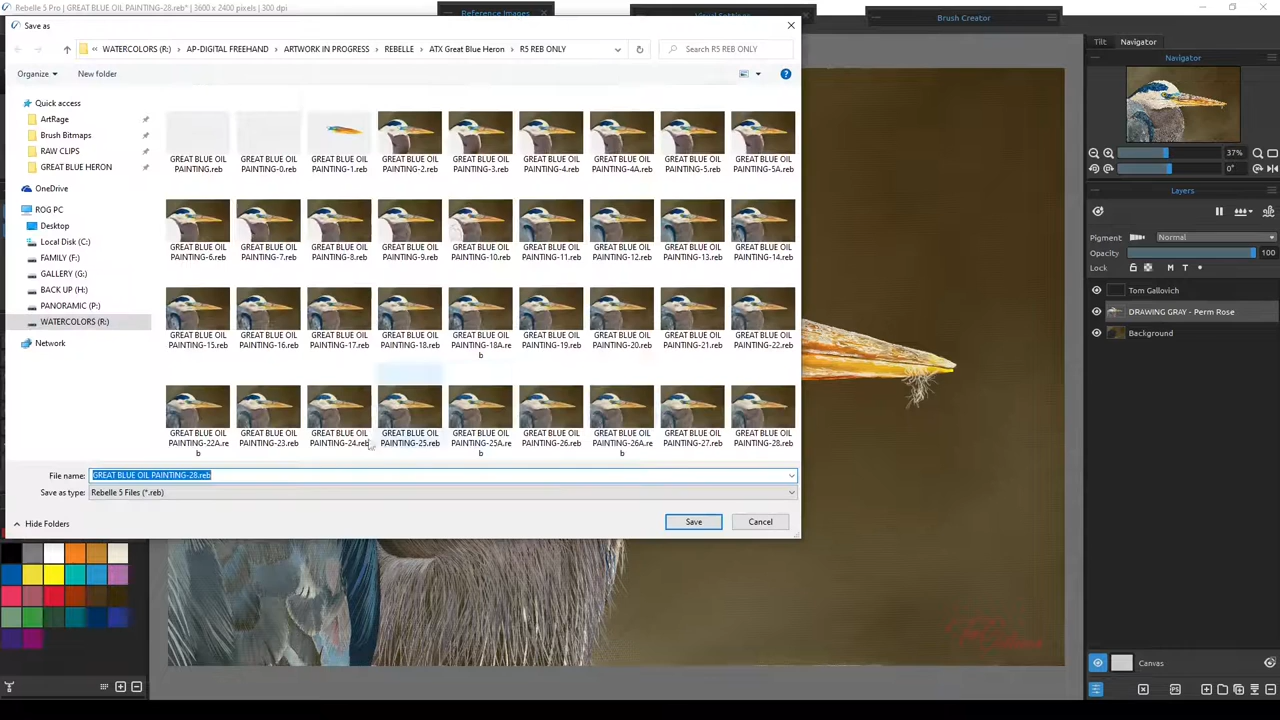 Rebelle 5 Pro | GREAT BLUE OIL PAINTING-28.reb* | 3600 x 2400 pixels | 300 dpi
Reference Images
Visual Settings
Brush Creator
Save as
« WATERCOLORS (R:) > AP-DIGITAL FREEHAND > ARTWORK IN PROGRESS > REBELLE > ATX Great Blue Heron > R5 REB ONLY
Search R5 REB ONLY
Organize
New folder
Quick access
ArtRage
Brush Bitmaps
RAW CLIPS
GREAT BLUE HERON
OneDrive
ROG PC
Desktop
Local Disk (C:)
FAMILY (F:)
GALLERY (G:)
BACK UP (H:)
PANORAMIC (P:)
WATERCOLORS (R:)
Network
GREAT BLUE OIL PAINTING.reb
GREAT BLUE OIL PAINTING-0.reb
GREAT BLUE OIL PAINTING-1.reb
GREAT BLUE OIL PAINTING-2.reb
GREAT BLUE OIL PAINTING-3.reb
GREAT BLUE OIL PAINTING-4.reb
GREAT BLUE OIL PAINTING-4A.reb
GREAT BLUE OIL PAINTING-5.reb
GREAT BLUE OIL PAINTING-5A.reb
GREAT BLUE OIL PAINTING-6.reb
GREAT BLUE OIL PAINTING-7.reb
GREAT BLUE OIL PAINTING-8.reb
GREAT BLUE OIL PAINTING-9.reb
GREAT BLUE OIL PAINTING-10.reb
GREAT BLUE OIL PAINTING-11.reb
GREAT BLUE OIL PAINTING-12.reb
GREAT BLUE OIL PAINTING-13.reb
GREAT BLUE OIL PAINTING-14.reb
GREAT BLUE OIL PAINTING-15.reb
GREAT BLUE OIL PAINTING-16.reb
GREAT BLUE OIL PAINTING-17.reb
GREAT BLUE OIL PAINTING-18.reb
GREAT BLUE OIL PAINTING-18A.reb
GREAT BLUE OIL PAINTING-19.reb
GREAT BLUE OIL PAINTING-20.reb
GREAT BLUE OIL PAINTING-21.reb
GREAT BLUE OIL PAINTING-22.reb
GREAT BLUE OIL PAINTING-22A.reb
GREAT BLUE OIL PAINTING-23.reb
GREAT BLUE OIL PAINTING-24.reb
GREAT BLUE OIL PAINTING-25.reb
GREAT BLUE OIL PAINTING-25A.reb
GREAT BLUE OIL PAINTING-26.reb
GREAT BLUE OIL PAINTING-26A.reb
GREAT BLUE OIL PAINTING-27.reb
GREAT BLUE OIL PAINTING-28.reb
File name: GREAT BLUE OIL PAINTING-28.reb
Save as type: Rebelle 5 Files (*.reb)
Hide Folders
Save
Cancel
Tilt
Navigator
Navigator
37%
0°
Layers
Pigment: Normal
Opacity 100
Lock M T
Tom Gallovich
DRAWING GRAY - Perm Rose
Background
Canvas
PS